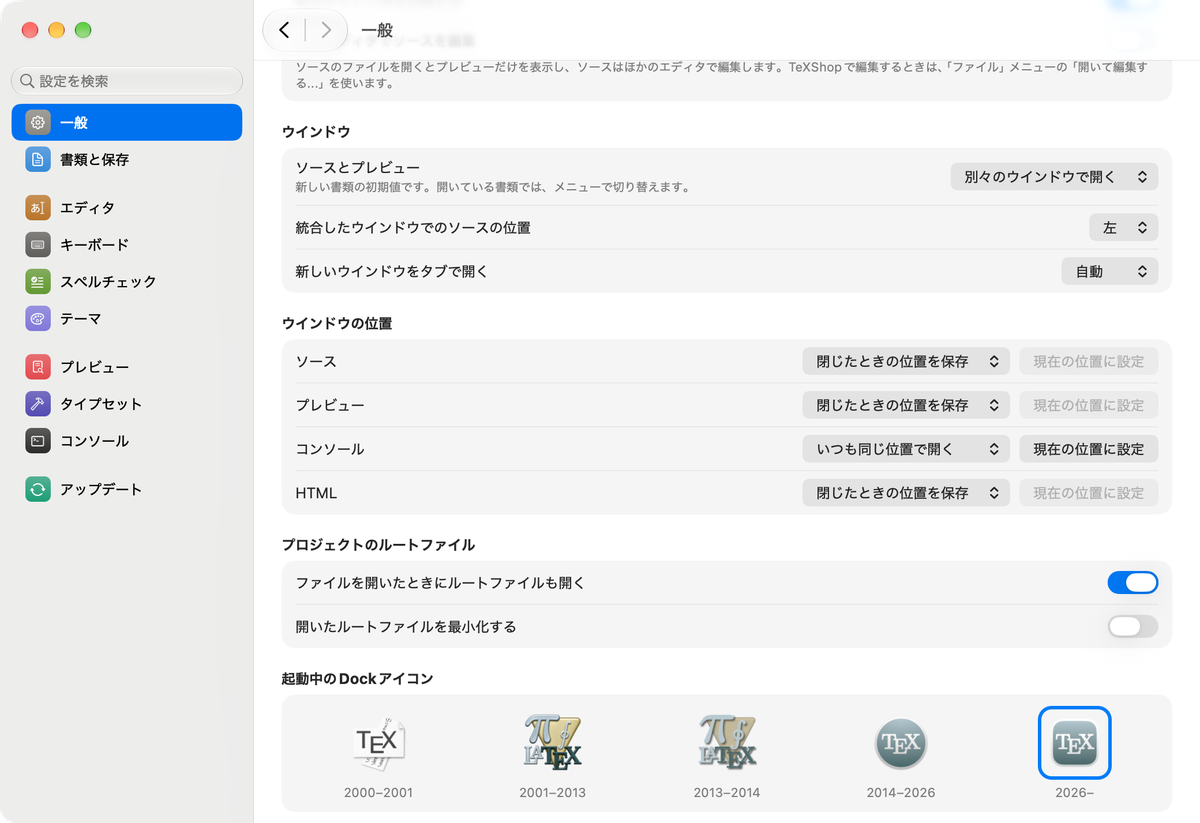 一般
設定を検索
一般
書類と保存
エディタ
キーボード
スペルチェック
テーマ
プレビュー
タイプセット
コンソール
アップデート
ソースのファイルを開くとプレビューだけを表示し、ソースはほかのエディタで編集します。TeXShopで編集するときは、「ファイル」メニューの「開いて編集す
る...」を使います。
ウインドウ
ソースとプレビュー
別々のウインドウで開く
新しい書類の初期値です。開いている書類では、メニューで切り替えます。
統合したウインドウでのソースの位置
左
新しいウインドウをタブで開く
自動
ウインドウの位置
ソース
閉じたときの位置を保存
現在の位置に設定
プレビュー
閉じたときの位置を保存
現在の位置に設定
コンソール
いつも同じ位置で開く
現在の位置に設定
HTML
閉じたときの位置を保存
現在の位置に設定
プロジェクトのルートファイル
ファイルを開いたときにルートファイルも開く
開いたルートファイルを最小化する
起動中のDockアイコン
TEX
π LATEX
π LATEX
TEX
TEX
2000–2001
2001–2013
2013–2014
2014–2026
2026–